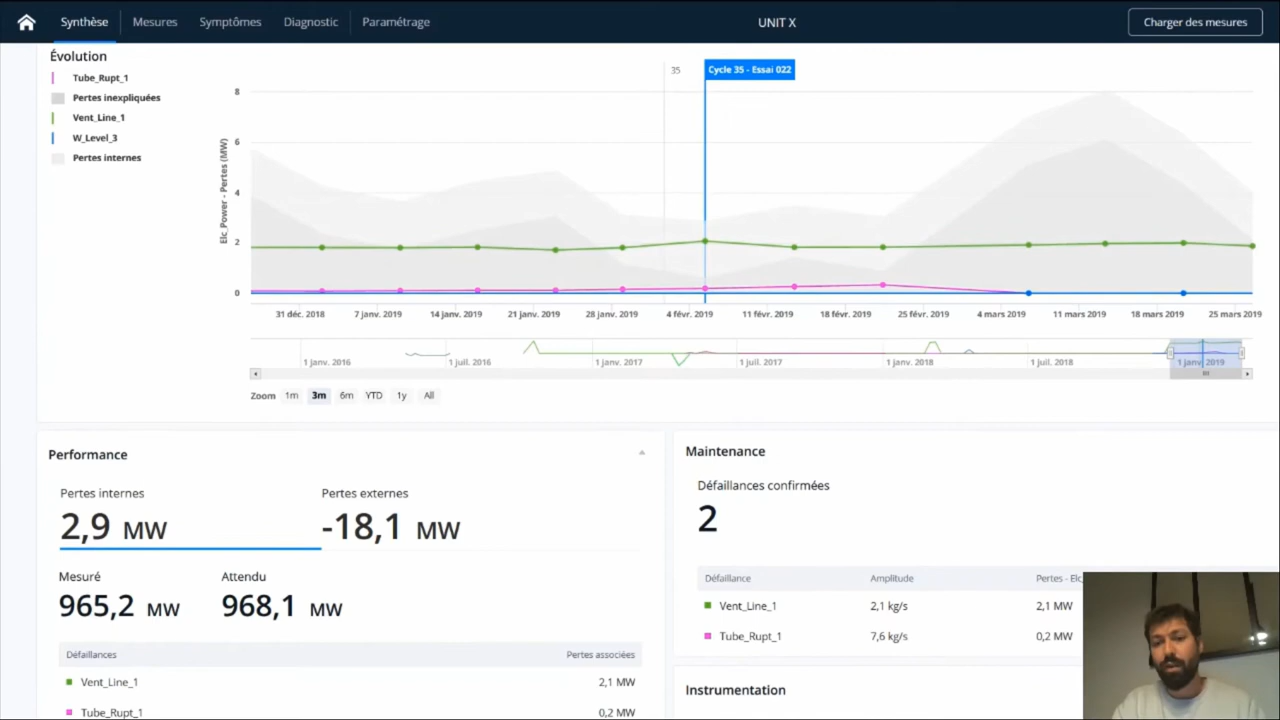 Synthèse Mesures Symptômes Diagnostic Paramétrage UNIT X Charger des mesures
Évolution
Tube_Rupt_1
Pertes inexpliquées
Vent_Line_1
W_Level_3
Pertes internes
35 Cycle 35 - Essai 022
Elc_Power - Pertes (MW)
8
6
4
2
0
31 déc. 2018 7 janv. 2019 14 janv. 2019 21 janv. 2019 28 janv. 2019 4 févr. 2019 11 févr. 2019 18 févr. 2019 25 févr. 2019 4 mars 2019 11 mars 2019 18 mars 2019 25 mars 2019
1 janv. 2016 1 juil. 2016 1 janv. 2017 1 juil. 2017 1 janv. 2018 1 juil. 2018 1 janv. 2019
Zoom 1m 3m 6m YTD 1y All
Performance
Pertes internes Pertes externes
2,9 MW -18,1 MW
Mesuré Attendu
965,2 MW 968,1 MW
Défaillances Pertes associées
Vent_Line_1 2,1 MW
Tube_Rupt_1 0,2 MW
Maintenance
Défaillances confirmées
2
Défaillance Amplitude Pertes - Elc
Vent_Line_1 2,1 kg/s 2,1 MW
Tube_Rupt_1 7,6 kg/s 0,2 MW
Instrumentation